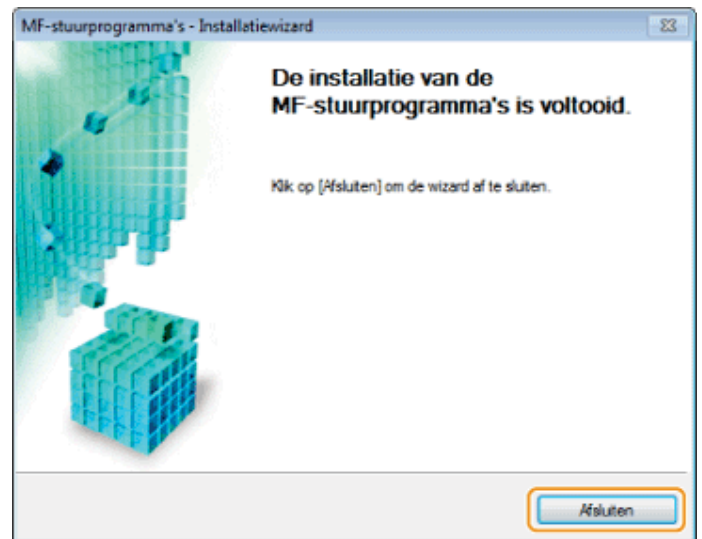 MF-stuurprogramma's - Installatiewizard
De installatie van de
MF-stuurprogramma's is voltooid.
Klik op [Afsluiten] om de wizard af te sluiten.
Afsluiten